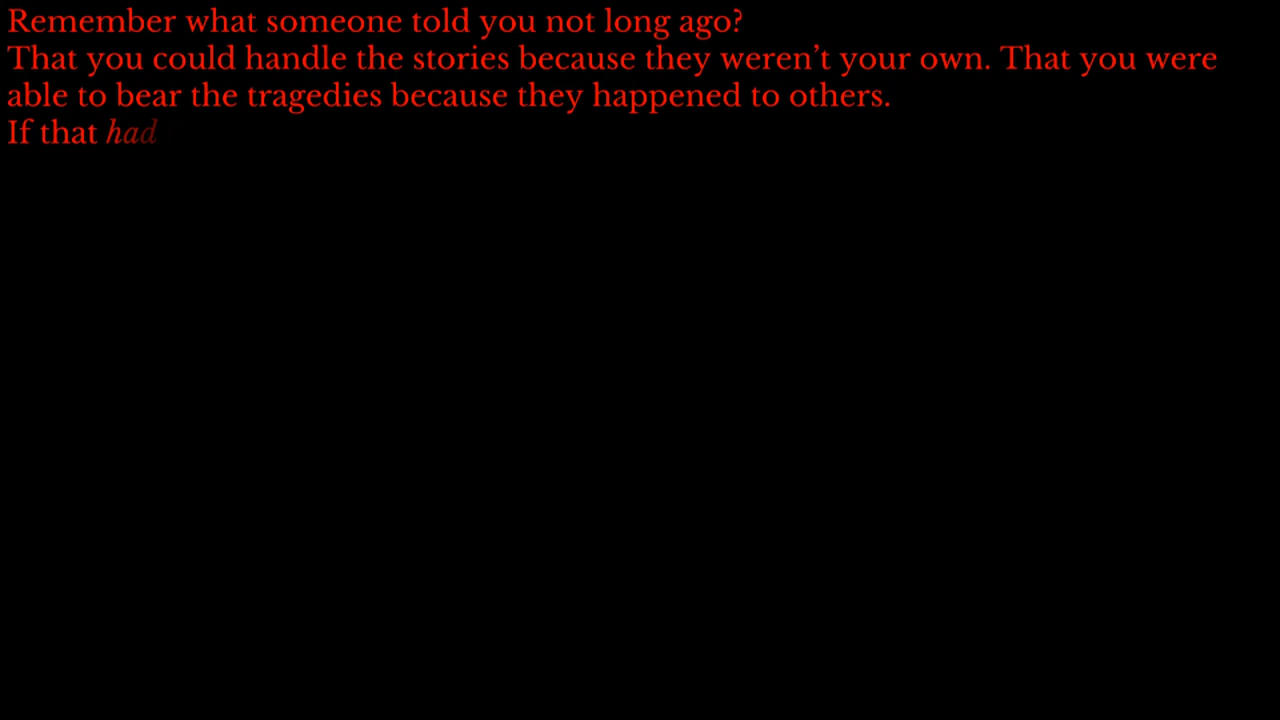 Remember what someone told you not long ago?
That you could handle the stories because they weren’t your own. That you were
able to bear the tragedies because they happened to others.
If that had